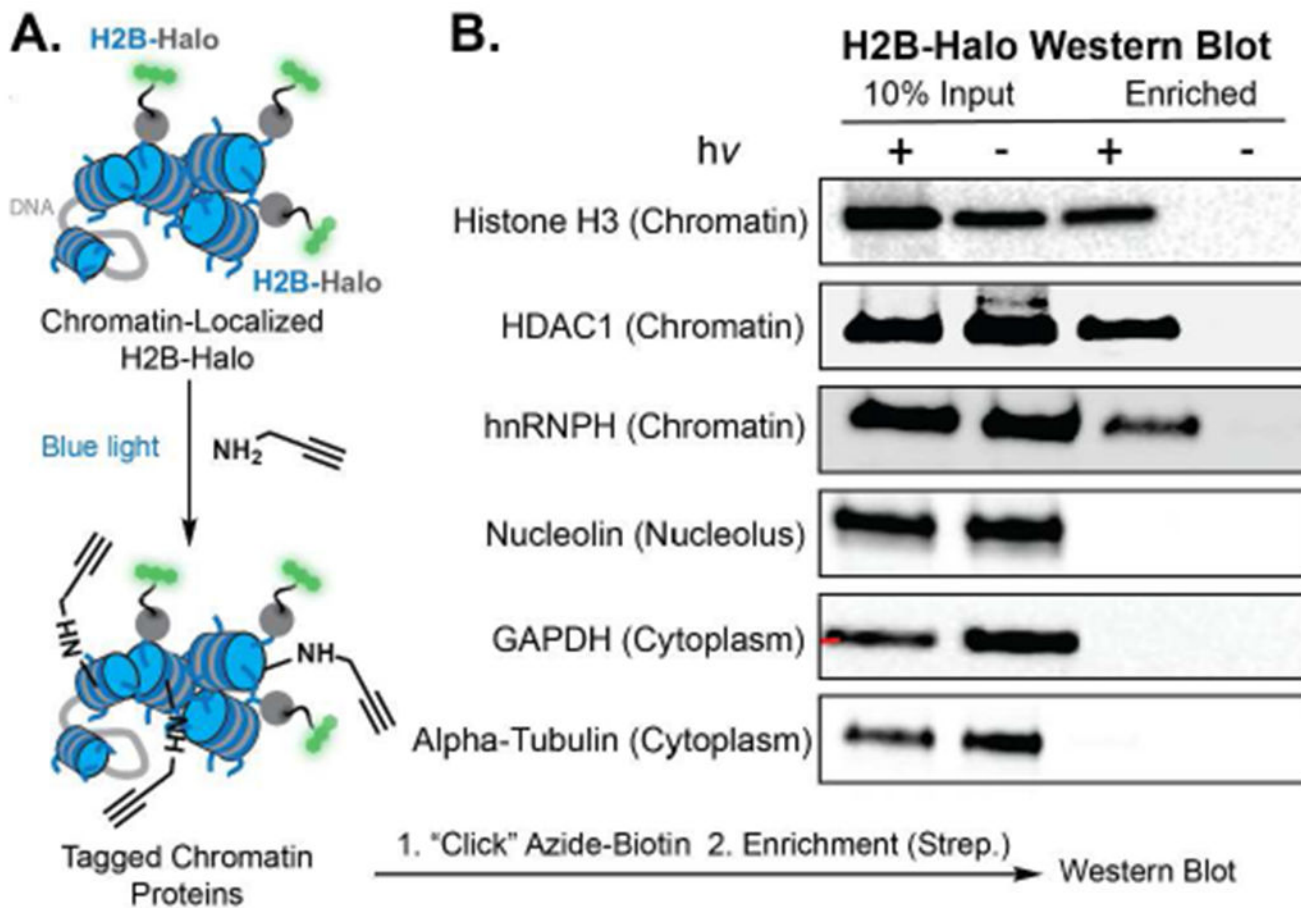 A.
H2B-Halo
DNA
H2B-Halo
Chromatin-Localized
H2B-Halo
Blue light
NH2
HN
NH
NH
Tagged Chromatin
Proteins
1. "Click" Azide-Biotin 2. Enrichment (Strep.)
Western Blot
B.
H2B-Halo Western Blot
10% Input Enriched
hv + - + -
Histone H3 (Chromatin)
HDAC1 (Chromatin)
hnRNPH (Chromatin)
Nucleolin (Nucleolus)
GAPDH (Cytoplasm)
Alpha-Tubulin (Cytoplasm)